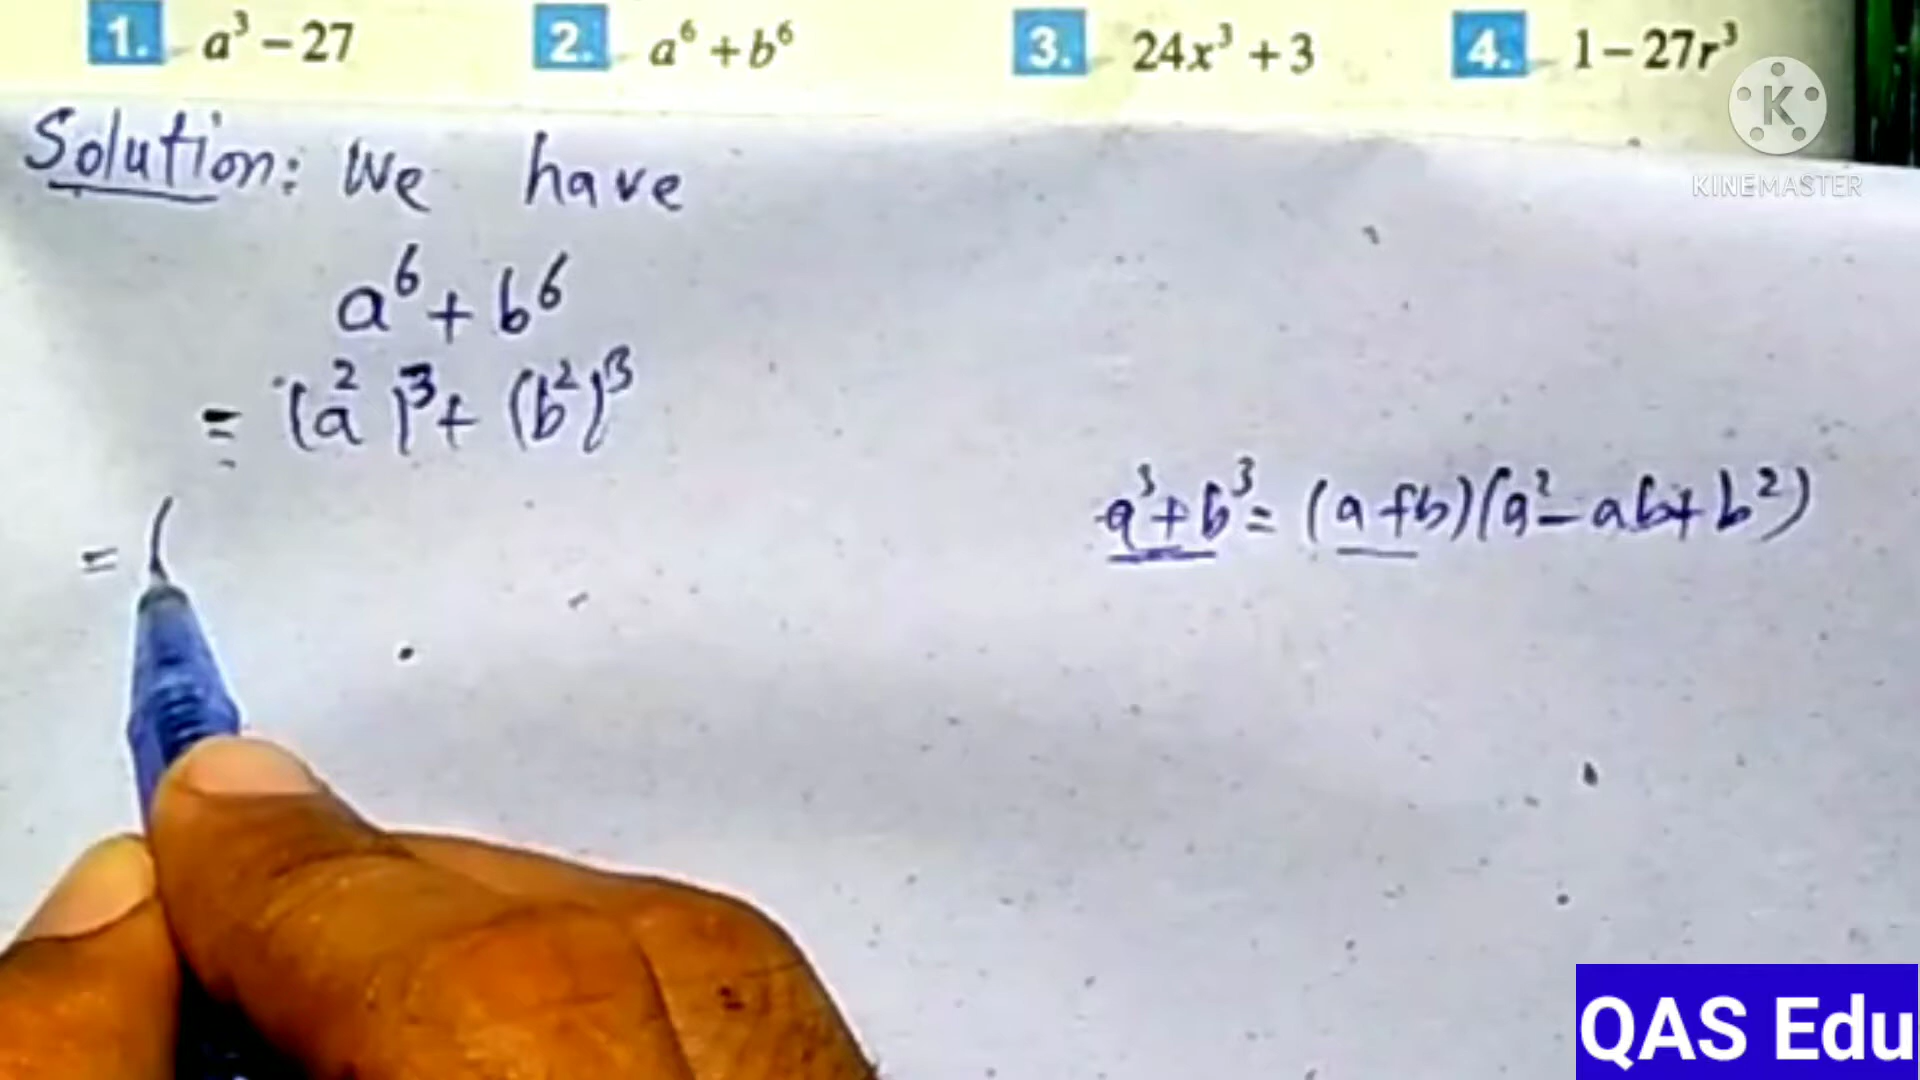 1. a³ – 27 2. a⁶ + b⁶ 3. 24x³ + 3 4. 1 – 27r³
K
KINEMASTER
Solution: We have
a⁶ + b⁶
= (a²)³ + (b²)³
a³ + b³ = (a + b)(a² – ab + b²)
= (
QAS Edu